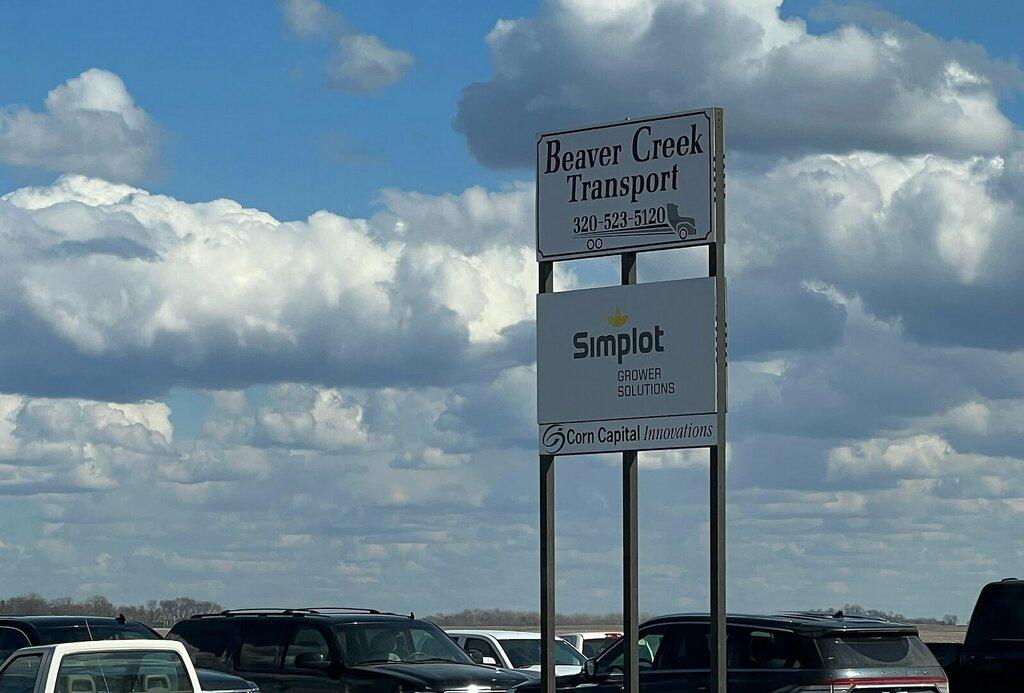 Beaver Creek
Transport
320-523-5120
Simplot
GROWER
SOLUTIONS
Corn Capital Innovations